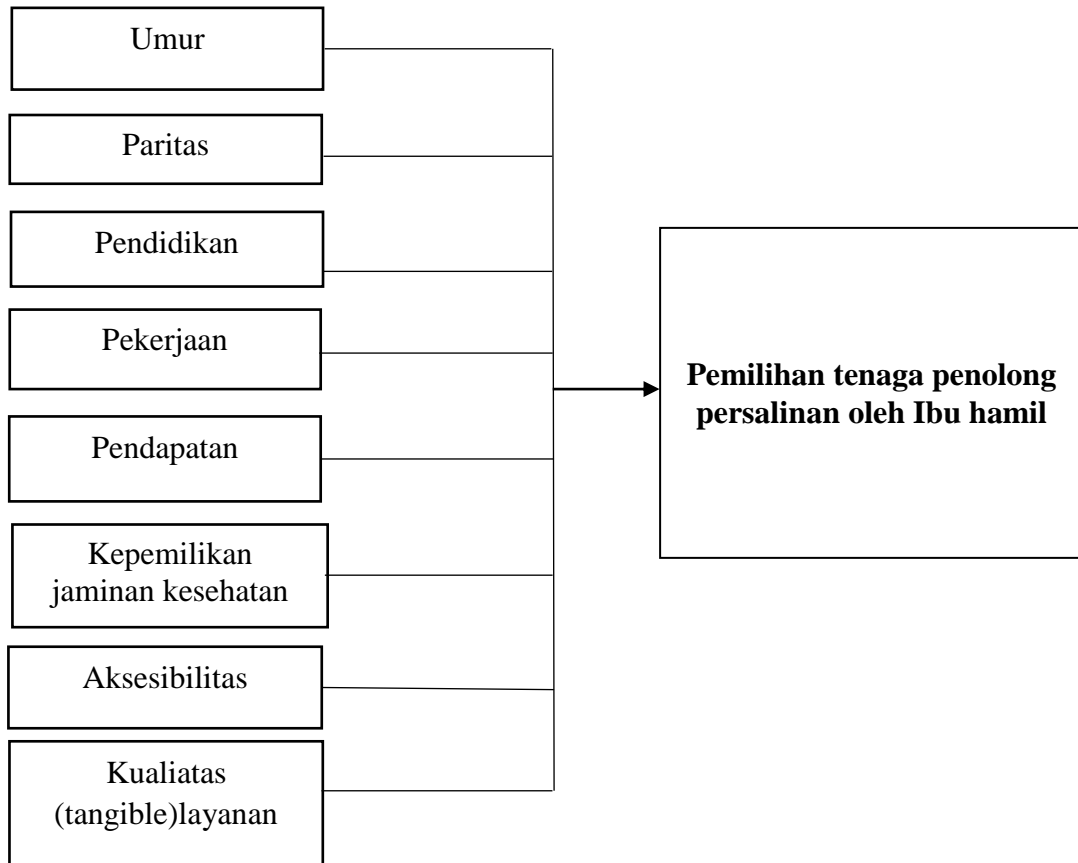 Umur
Paritas
Pendidikan
Pekerjaan
Pendapatan
Kepemilikan
jaminan kesehatan
Aksesibilitas
Kualiatas
(tangible)layanan
Pemilihan tenaga penolong
persalinan oleh Ibu hamil